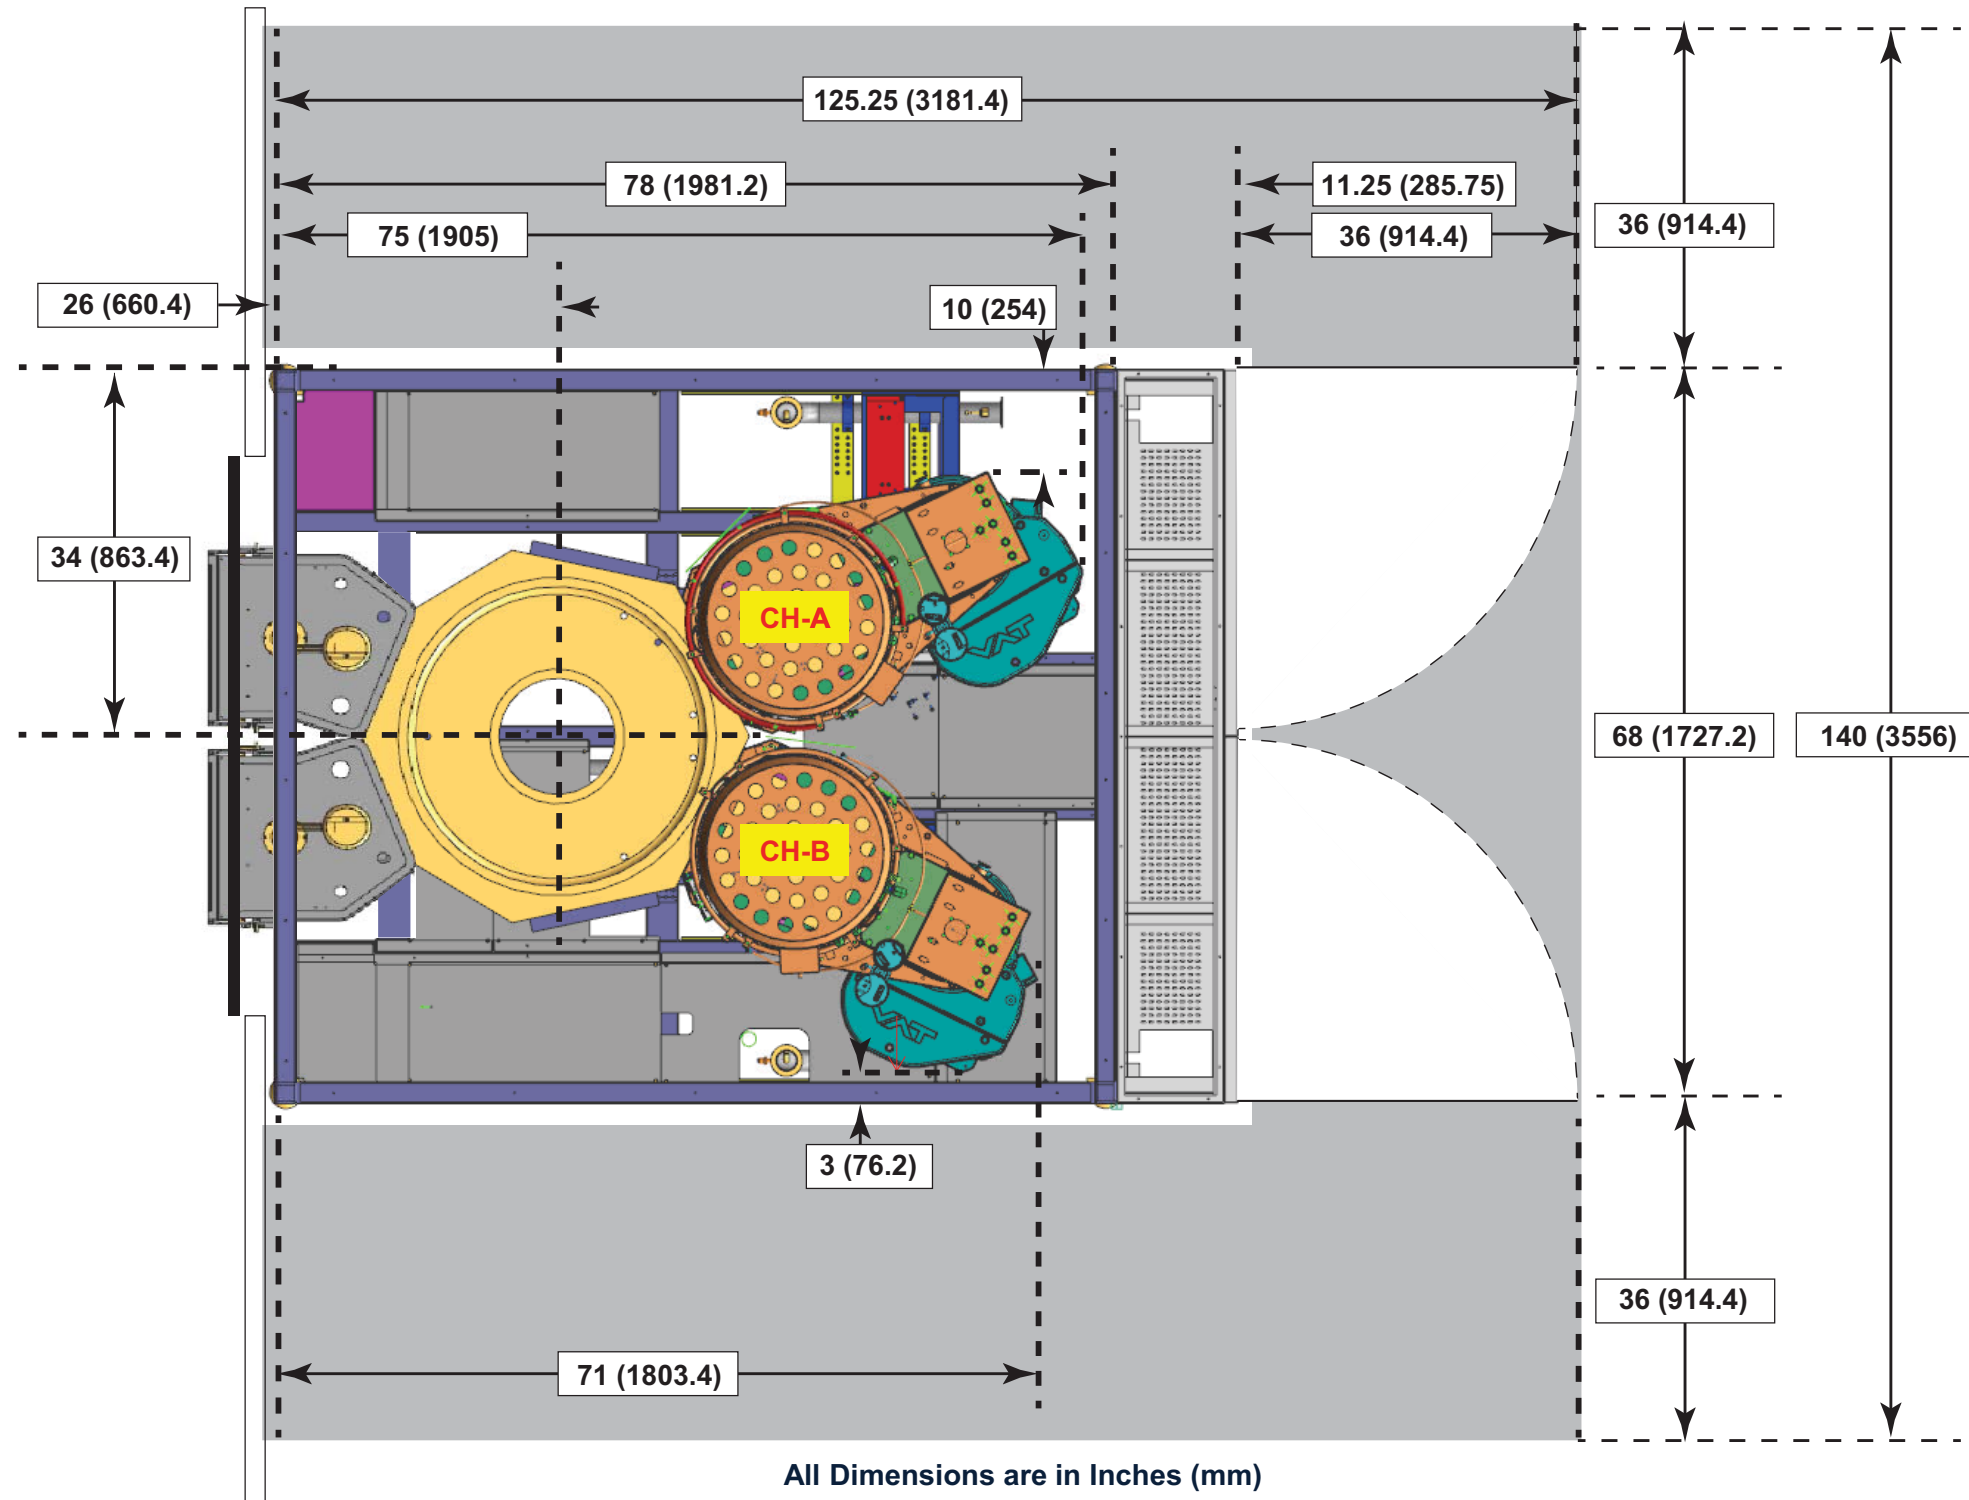 125.25 (3181.4)
78 (1981.2)
11.25 (285.75)
75 (1905)
36 (914.4)
36 (914.4)
26 (660.4)
10 (254)
34 (863.4)
CH-A
VAT
68 (1727.2)
140 (3556)
CH-B
VAT
3 (76.2)
36 (914.4)
71 (1803.4)
All Dimensions are in Inches (mm)